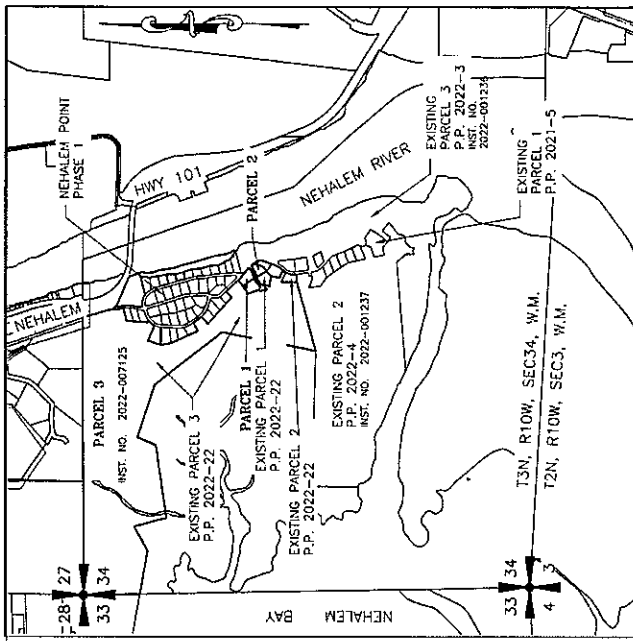 NEHALEM POINT
PHASE 1
HWY 101
PARCEL 2
NEHALEM RIVER
EXISTING
PARCEL 3
P.P. 2022-3
INST. NO.
2022-001236
EXISTING
PARCEL 1
P.P. 2021-5
NEHALEM
PARCEL 3
INST. NO. 2022-007125
EXISTING PARCEL 3
P.P. 2022-22
PARCEL 1
EXISTING PARCEL 1
P.P. 2022-22
EXISTING PARCEL 2
P.P. 2022-22
EXISTING PARCEL 2
P.P. 2022-4
INST. NO. 2022-001237
T3N, R10W, SEC34, W.M.
T2N, R10W, SEC3, W.M.
28 27
33 34
NEHALEM BAY
33 34
4 3